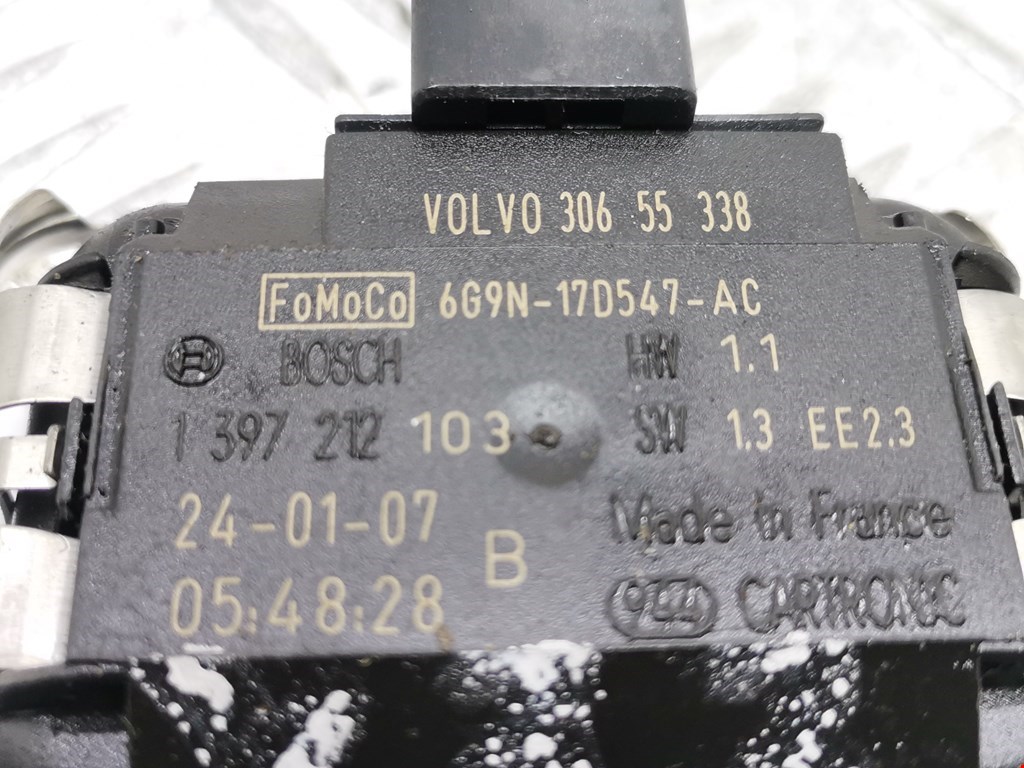 VOLVO 306 55 338
FoMoCo 6G9N-17D547-AC
BOSCH HW 1.1
1 397 212 103 SW 1.3 EE2.3
24-01-07 B Made in France
05:48:28 CARTRONIC